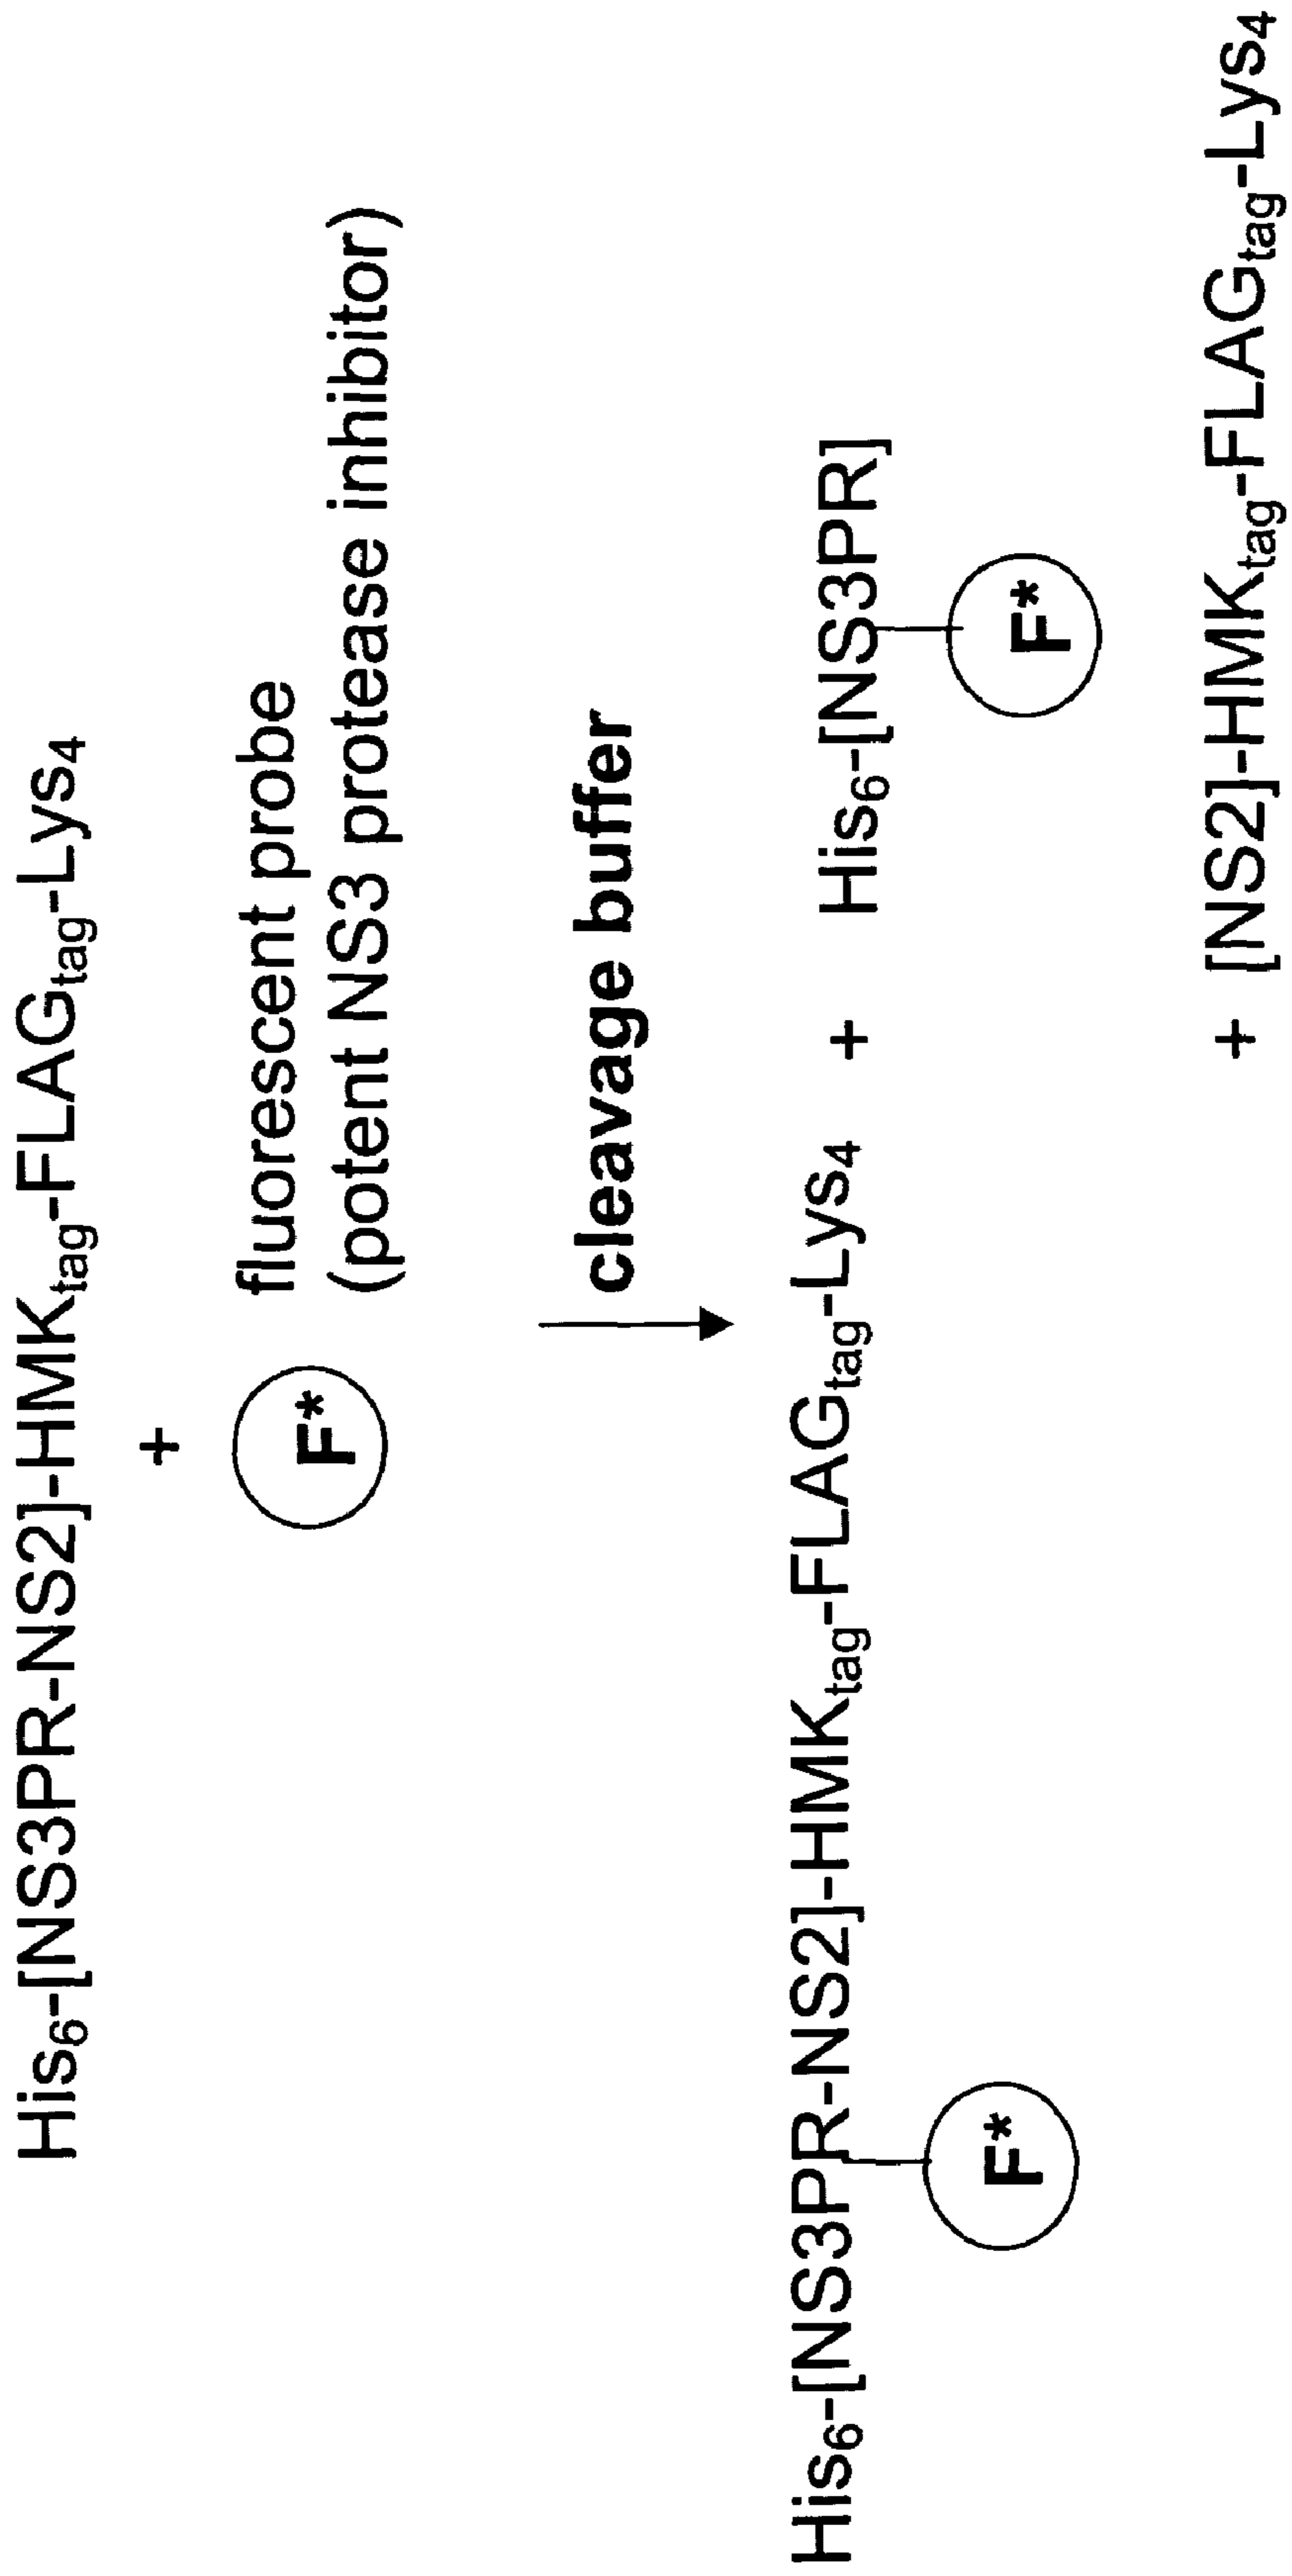 His6-[NS3PR-NS2]-HMKtag-FLAGtag-Lys4
+
F* fluorescent probe
(potent NS3 protease inhibitor)
cleavage buffer
His6-[NS3PR-NS2]-HMKtag-FLAGtag-Lys4 + His6-[NS3PR]
F* F*
+ [NS2]-HMKtag-FLAGtag-Lys4